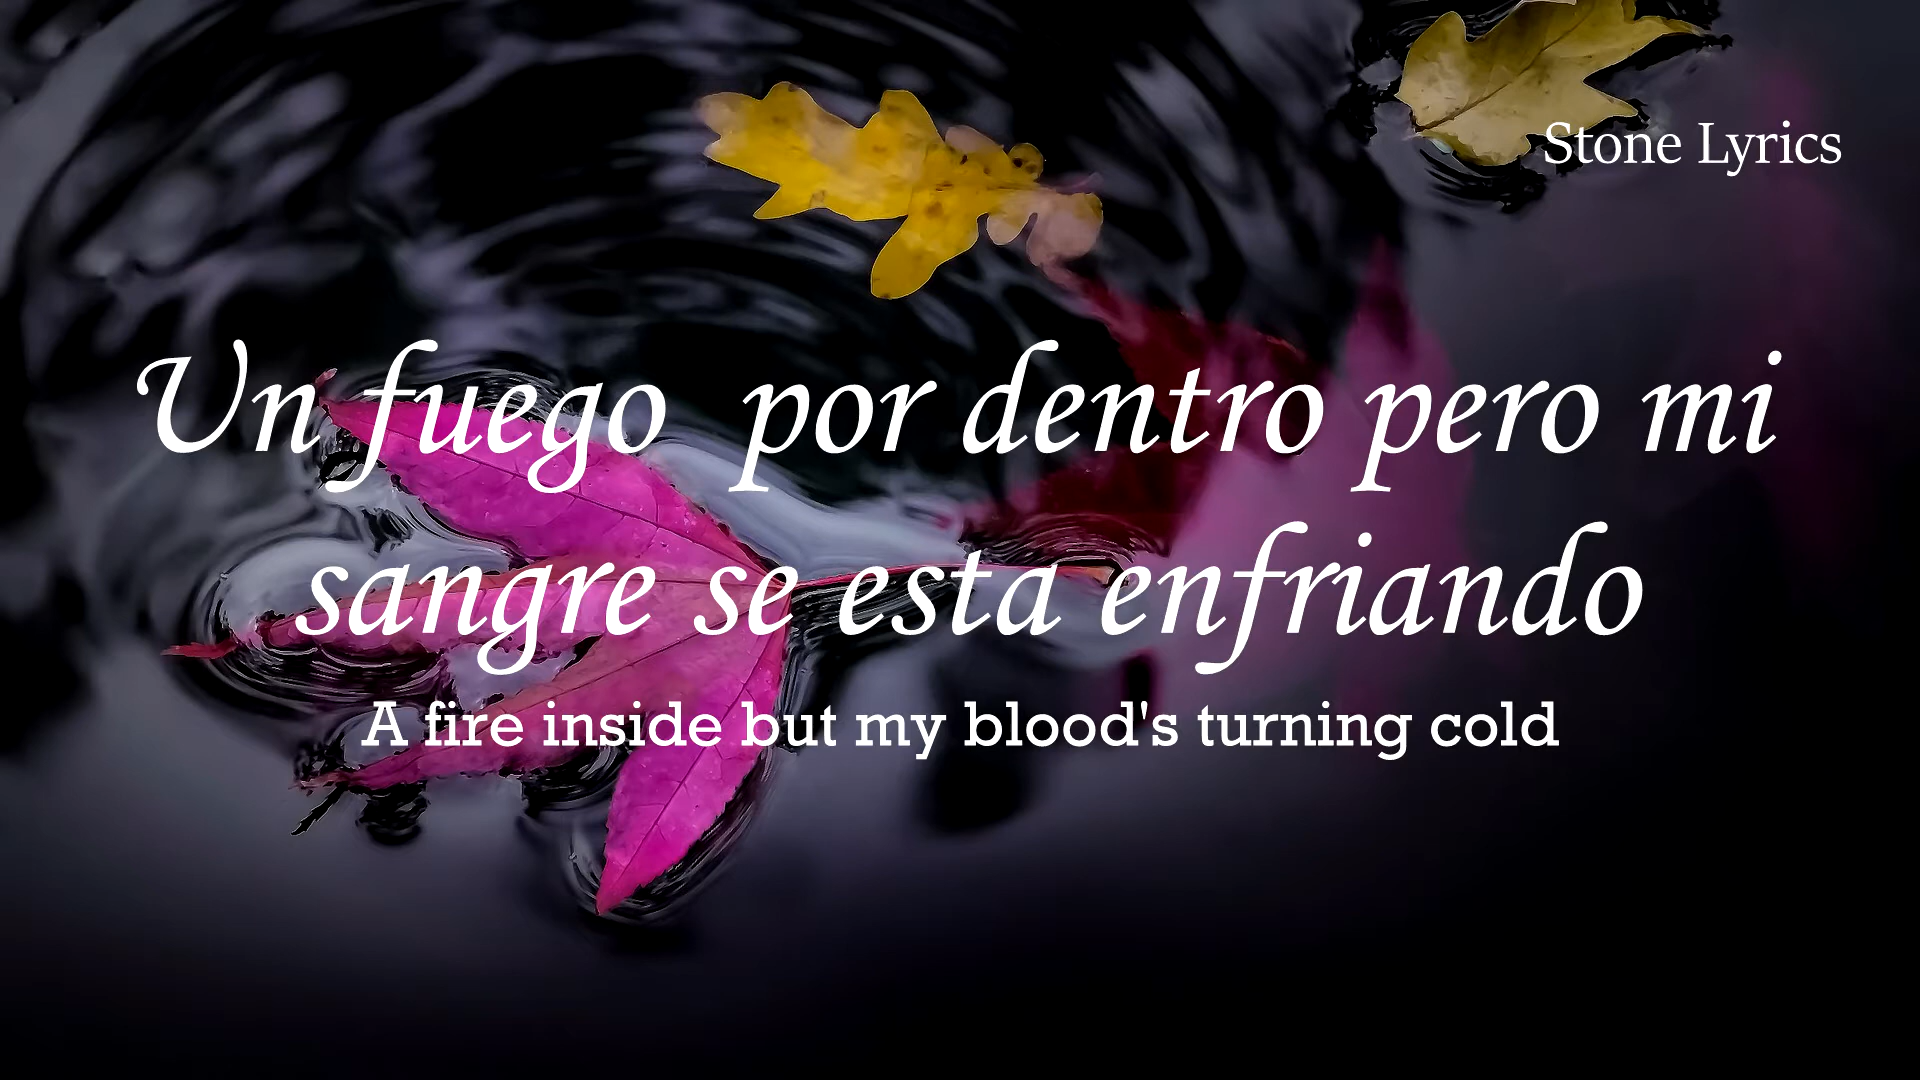 Stone Lyrics
Un fuego por dentro pero mi
sangre se esta enfriando
A fire inside but my blood's turning cold